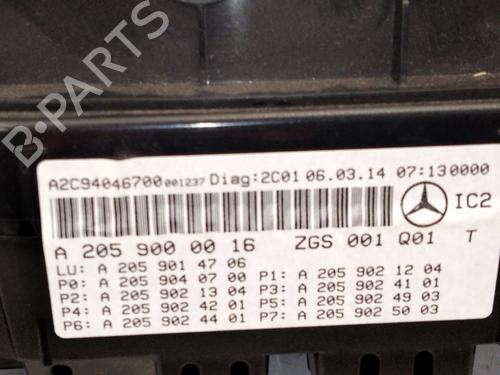 A2C94046700 001237 Diag:2C01 06.03.14 07:13 0000
IC2
A 205 900 00 16 ZGS 001 Q01 T
LU: A 205 901 47 06
P0: A 205 904 07 00 P1: A 205 902 12 04
P2: A 205 902 13 04 P3: A 205 902 41 01
P4: A 205 902 42 01 P5: A 205 902 49 03
P6: A 205 902 44 01 P7: A 205 902 50 03
B-PARTS